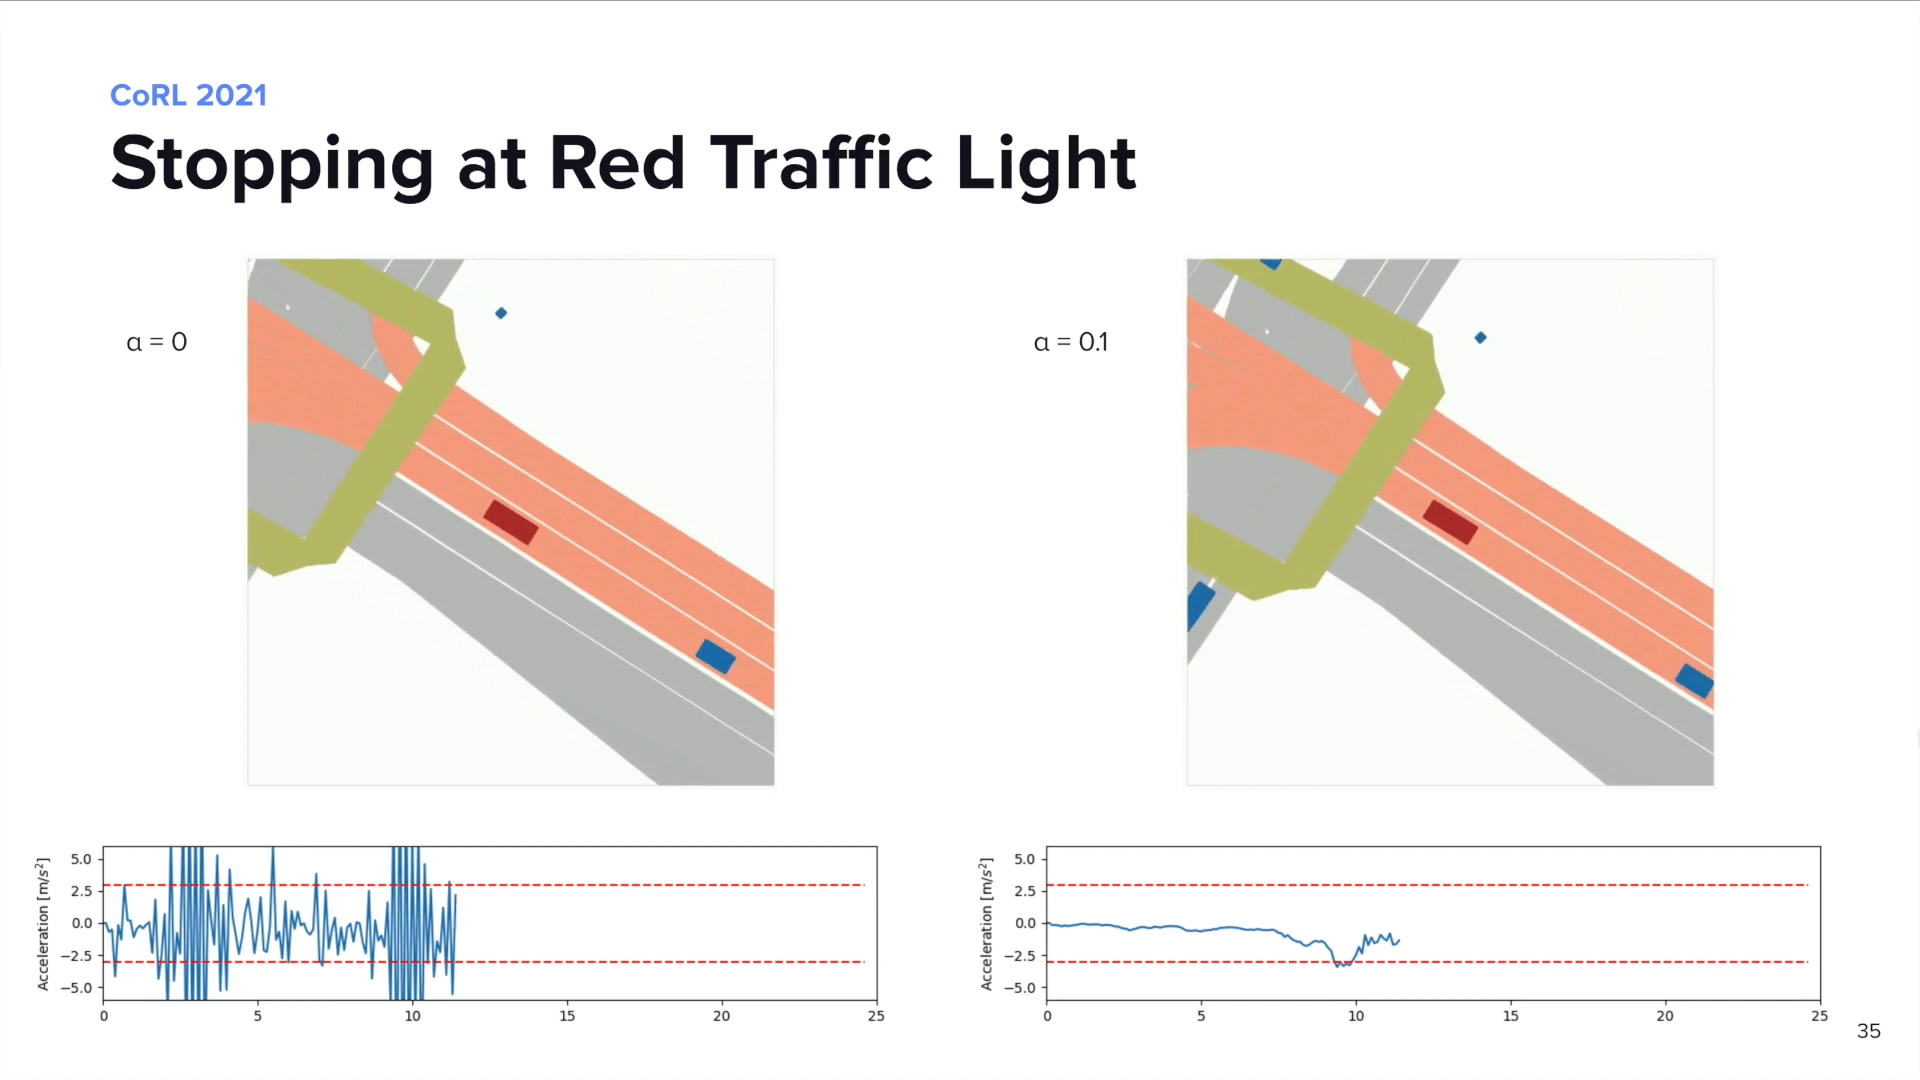 CoRL 2021
Stopping at Red Traffic Light
α = 0
α = 0.1
Acceleration [m/s²]
5.0
2.5
0.0
−2.5
−5.0
0 5 10 15 20 25
Acceleration [m/s²]
5.0
2.5
0.0
−2.5
−5.0
0 5 10 15 20 25
35